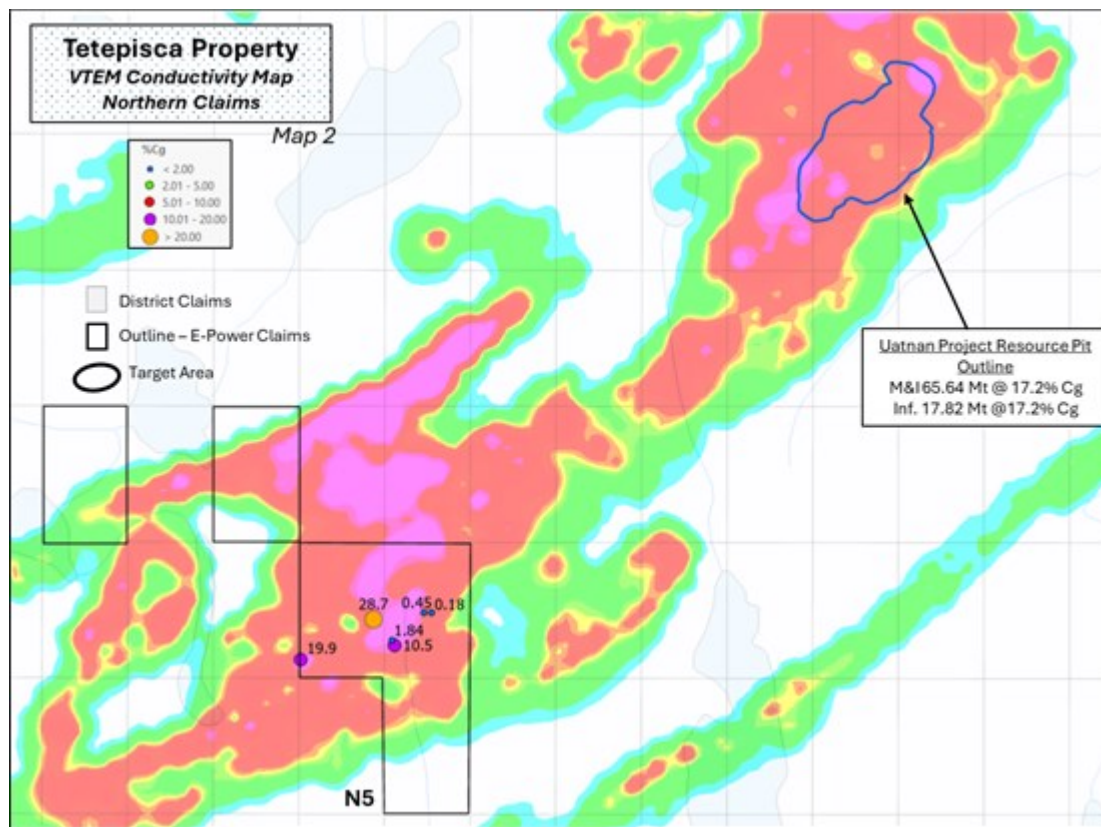 Tetepisca Property
VTEM Conductivity Map
Northern Claims
Map 2
%Cg
< 2.00
2.01 - 5.00
5.01 - 10.00
10.01 - 20.00
> 20.00
District Claims
Outline – E-Power Claims
Target Area
Uatnan Project Resource Pit
Outline
M&I 65.64 Mt @ 17.2% Cg
Inf. 17.82 Mt @17.2% Cg
28.7
0.45
0.18
1.84
10.5
19.9
N5